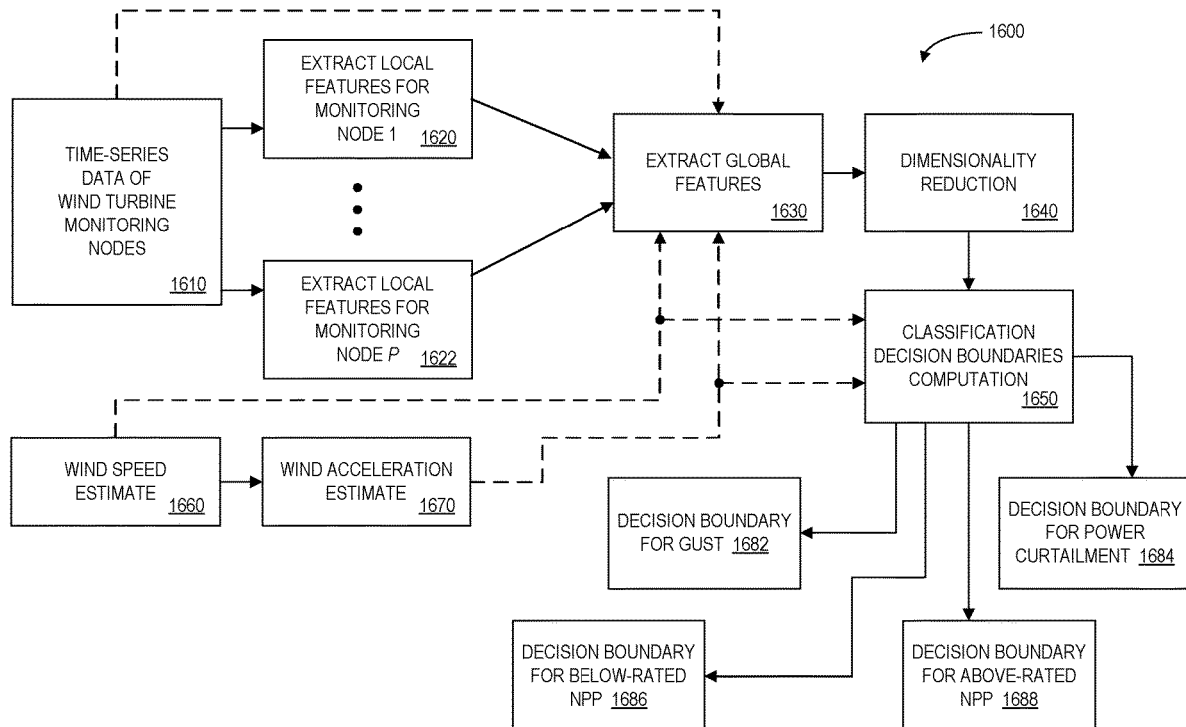 1600
TIME-SERIES
DATA OF
WIND TURBINE
MONITORING
NODES
1610
EXTRACT LOCAL
FEATURES FOR
MONITORING
NODE 1
1620
EXTRACT LOCAL
FEATURES FOR
MONITORING
NODE P
1622
EXTRACT GLOBAL
FEATURES
1630
DIMENSIONALITY
REDUCTION
1640
CLASSIFICATION
DECISION BOUNDARIES
COMPUTATION
1650
WIND SPEED
ESTIMATE
1660
WIND ACCELERATION
ESTIMATE
1670
DECISION BOUNDARY
FOR GUST 1682
DECISION BOUNDARY
FOR POWER
CURTAILMENT 1684
DECISION BOUNDARY
FOR BELOW-RATED
NPP 1686
DECISION BOUNDARY
FOR ABOVE-RATED
NPP 1688